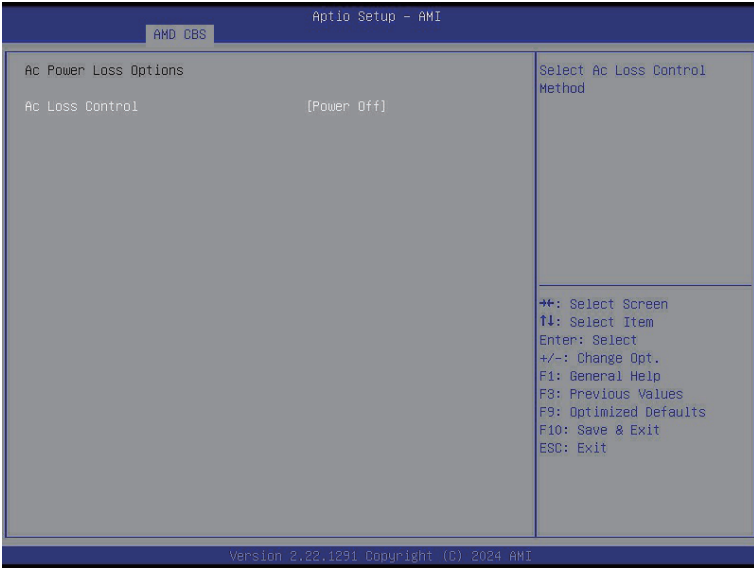 Aptio Setup - AMI
AMD CBS
Ac Power Loss Options
Ac Loss Control [Power Off]
Select Ac Loss Control
Method
→←: Select Screen
↑↓: Select Item
Enter: Select
+/-: Change Opt.
F1: General Help
F3: Previous Values
F9: Optimized Defaults
F10: Save & Exit
ESC: Exit
Version 2.22.1291 Copyright (C) 2024 AMI